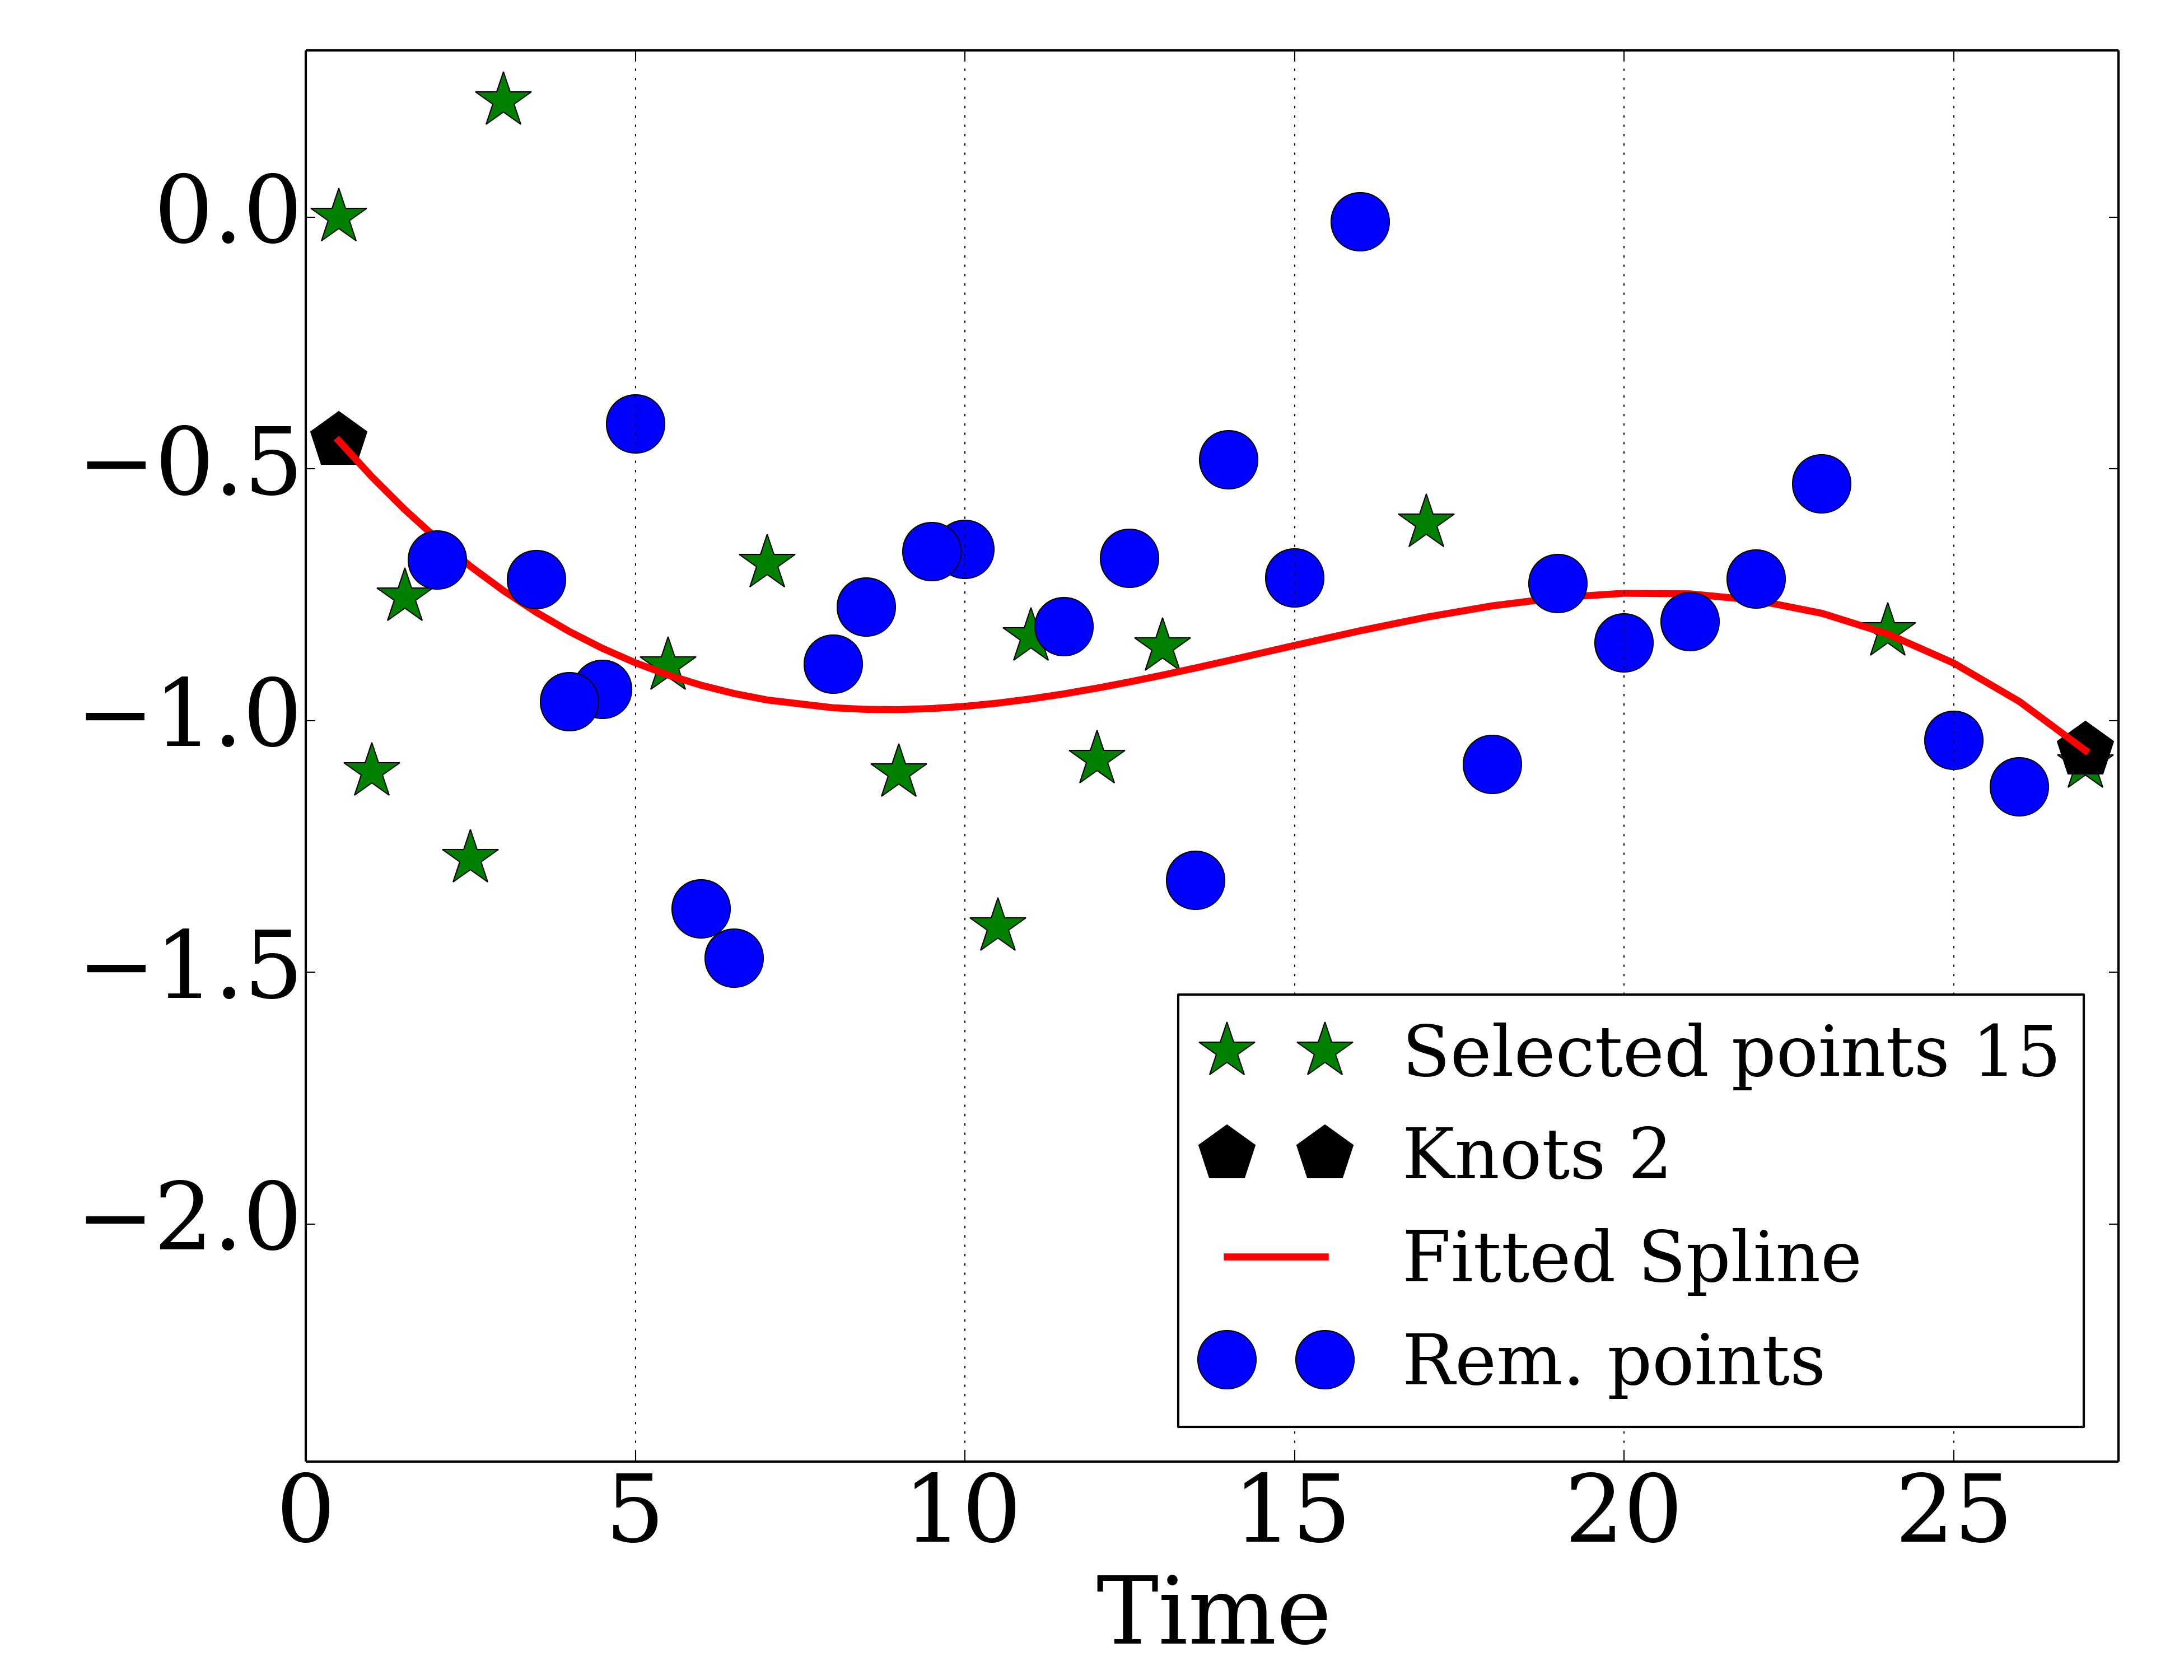 0.0
−0.5
−1.0
−1.5
−2.0
Selected points 15
Knots 2
Fitted Spline
Rem. points
0 5 10 15 20 25
Time